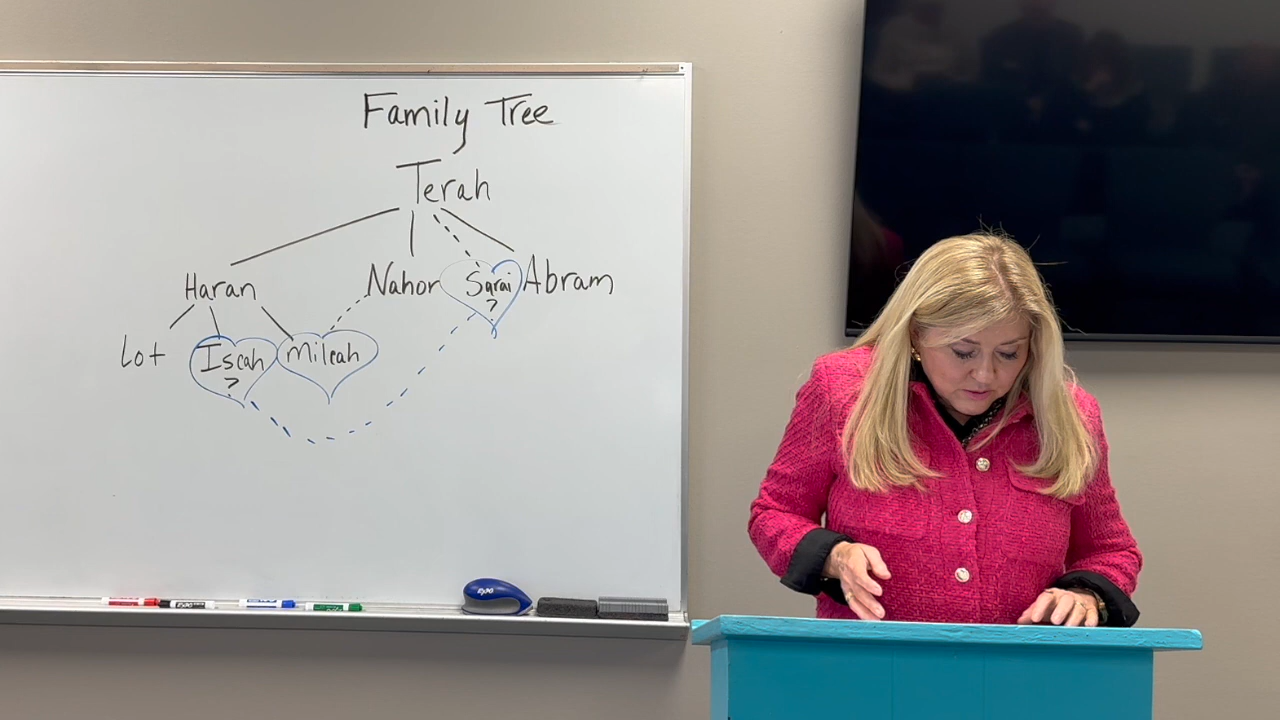 Family Tree
Terah
Haran Nahor Sarai Abram
?
Lot Iscah Milcah
?
EXPO